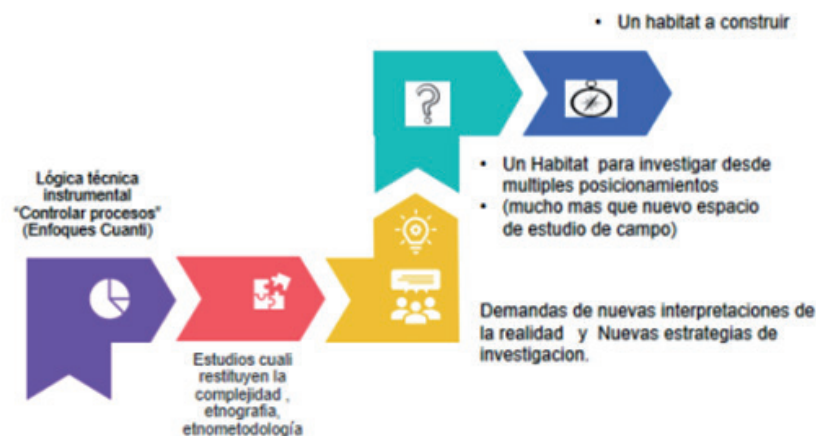 • Un habitat a construir
• Un Habitat para investigar desde
multiples posicionamientos
• (mucho mas que nuevo espacio
de estudio de campo)
Lógica técnica
instrumental
“Controlar procesos”
(Enfoques Cuanti)
Demandas de nuevas interpretaciones de
la realidad y Nuevas estrategias de
investigacion.
Estudios cuali
restituyen la
complejidad ,
etnografía,
etnometodología